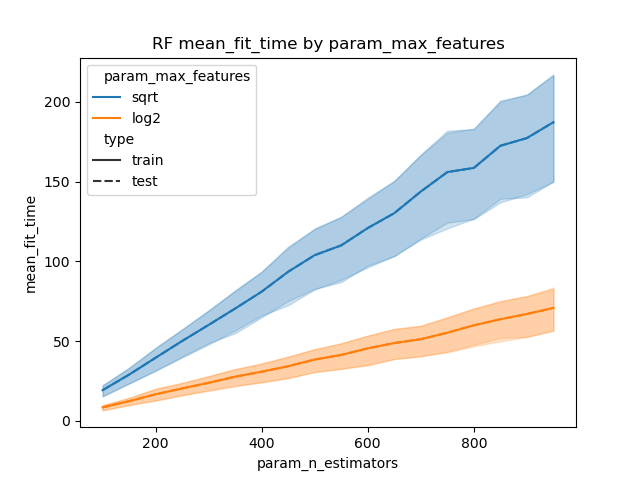 RF mean_fit_time by param_max_features
param_max_features
sqrt
log2
type
train
test
mean_fit_time
200
150
100
50
0
200 400 600 800
param_n_estimators